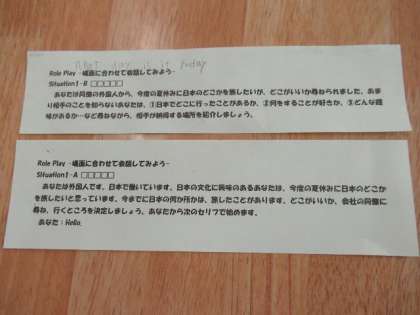 what day it it today
Role Play -場面に合わせて会話してみよう-
Situation1-B □□□□□
あなたは同僚の外国人から、今度の夏休みに日本のどこかを旅したいが、どこがいいか尋ねられました。あま
り相手のことを知らないあなたは、①日本でどこに行ったことがあるか、②何をすることが好きか、③どんな趣
味があるか…など尋ねながら、相手が納得する場所を紹介しましょう。
Role Play -場面に合わせて会話してみよう-
Situation1-A □□□□□
あなたは外国人です。日本で働いています。日本の文化に興味のあるあなたは、今度の夏休みに日本のどこか
を旅したいと思っています。今までに日本の何か所かは、旅したことがあります。どこがいいか、会社の同僚に
尋ね、行くところを決定しましょう。あなたから次のセリフで始めます。
あなた：Hello.